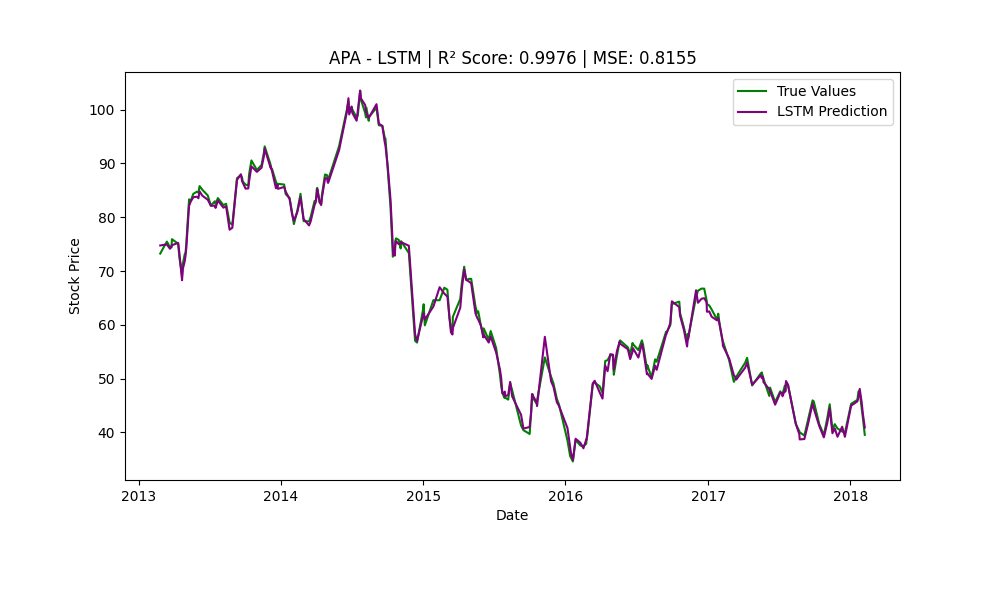 APA - LSTM | R² Score: 0.9976 | MSE: 0.8155
True Values
LSTM Prediction
Stock Price
100
90
80
70
60
50
40
2013 2014 2015 2016 2017 2018
Date